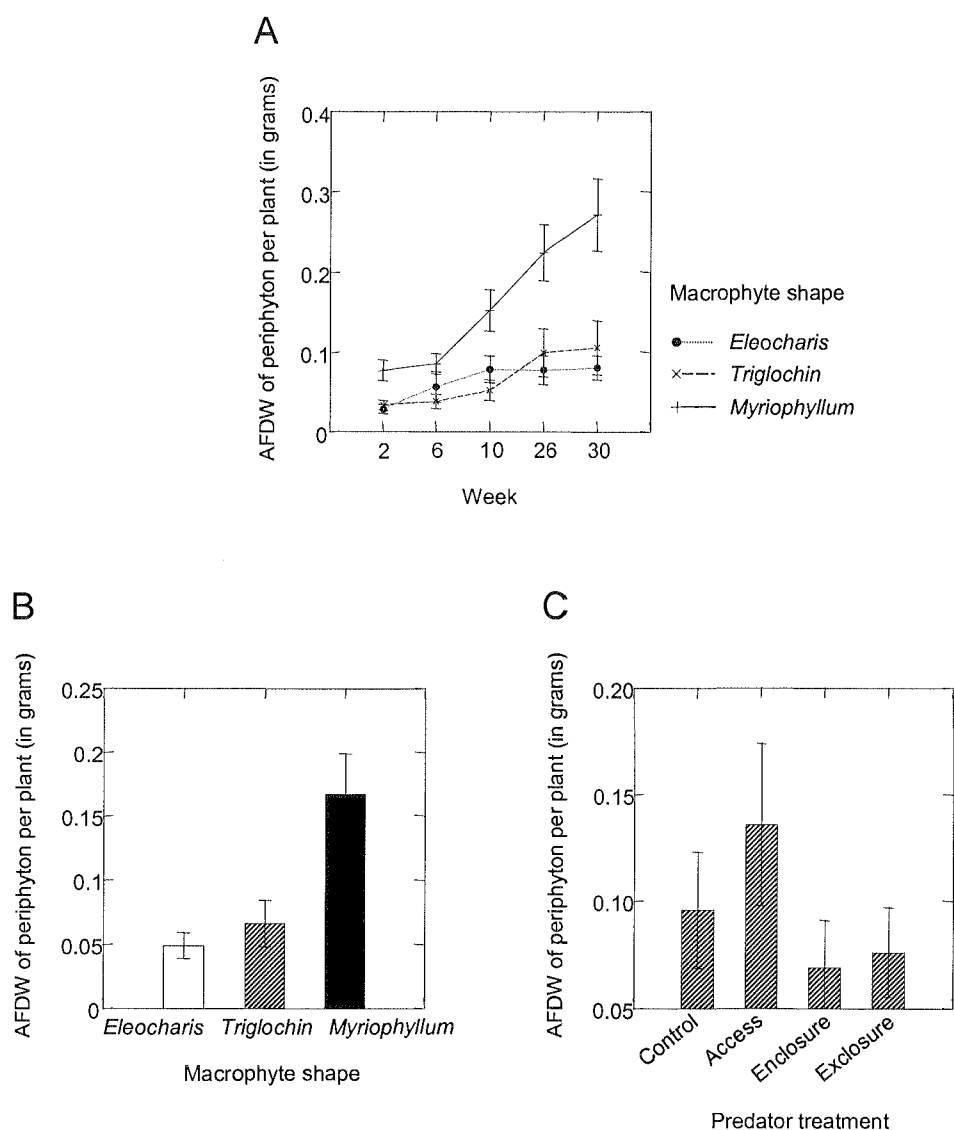 A
AFDW of periphyton per plant (in grams)
0.4
0.3
0.2
0.1
0
2 6 10 26 30
Week
Macrophyte shape
Eleocharis
Triglochin
Myriophyllum
B
AFDW of periphyton per plant (in grams)
0.25
0.2
0.15
0.1
0.05
0
Eleocharis Triglochin Myriophyllum
Macrophyte shape
C
AFDW of periphyton per plant (in grams)
0.20
0.15
0.10
0.05
Control Access Enclosure Exclosure
Predator treatment